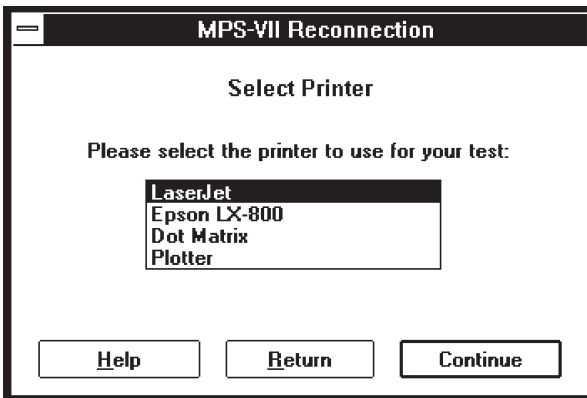 MPS-VII Reconnection
Select Printer
Please select the printer to use for your test:
LaserJet
Epson LX-800
Dot Matrix
Plotter
Help Return Continue